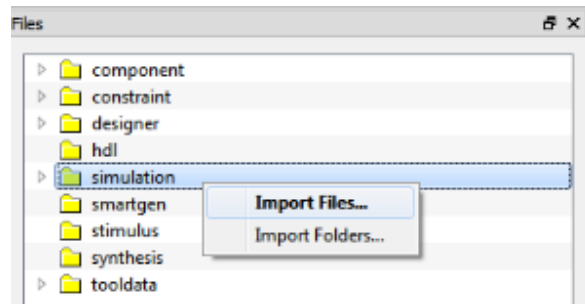 Files
component
constraint
designer
hdl
simulation
smartgen
Import Files...
stimulus
Import Folders...
synthesis
tooldata